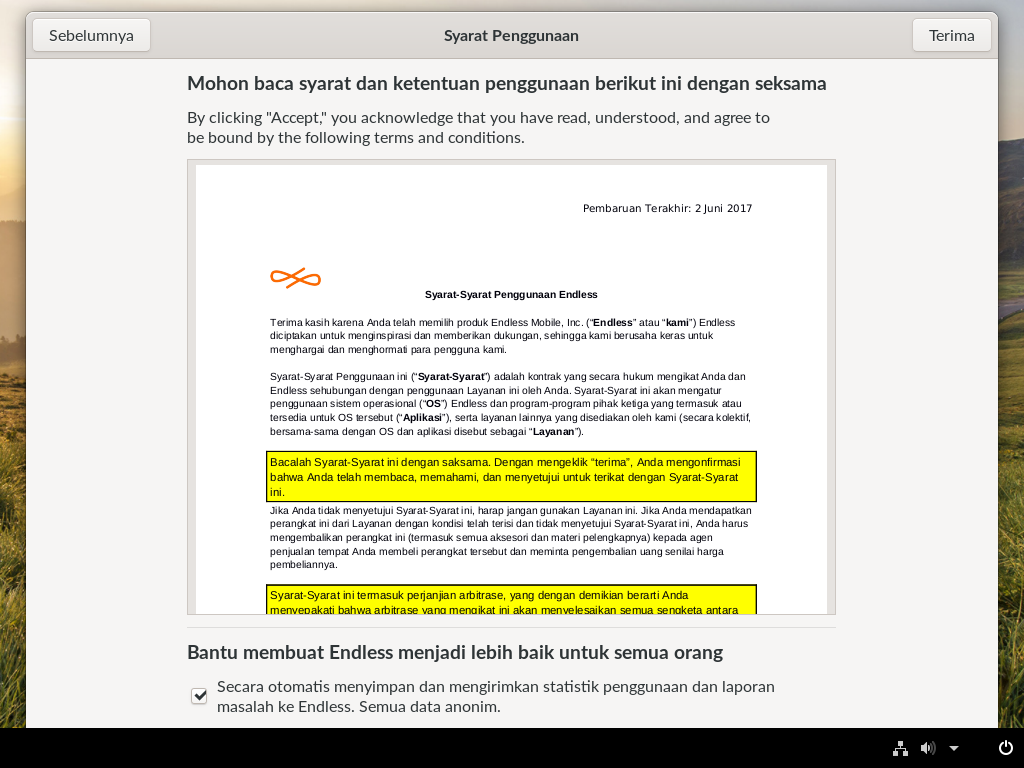 Sebelumnya
Syarat Penggunaan
Terima
Mohon baca syarat dan ketentuan penggunaan berikut ini dengan seksama
By clicking "Accept," you acknowledge that you have read, understood, and agree to
be bound by the following terms and conditions.
Pembaruan Terakhir: 2 Juni 2017
Syarat-Syarat Penggunaan Endless
Terima kasih karena Anda telah memilih produk Endless Mobile, Inc. (“Endless” atau “kami”) Endless
diciptakan untuk menginspirasi dan memberikan dukungan, sehingga kami berusaha keras untuk
menghargai dan menghormati para pengguna kami.
Syarat-Syarat Penggunaan ini (“Syarat-Syarat”) adalah kontrak yang secara hukum mengikat Anda dan
Endless sehubungan dengan penggunaan Layanan ini oleh Anda. Syarat-Syarat ini akan mengatur
penggunaan sistem operasional (“OS”) Endless dan program-program pihak ketiga yang termasuk atau
tersedia untuk OS tersebut (“Aplikasi”), serta layanan lainnya yang disediakan oleh kami (secara kolektif,
bersama-sama dengan OS dan aplikasi disebut sebagai “Layanan”).
Bacalah Syarat-Syarat ini dengan saksama. Dengan mengeklik “terima”, Anda mengonfirmasi
bahwa Anda telah membaca, memahami, dan menyetujui untuk terikat dengan Syarat-Syarat
ini.
Jika Anda tidak menyetujui Syarat-Syarat ini, harap jangan gunakan Layanan ini. Jika Anda mendapatkan
perangkat ini dari Layanan dengan kondisi telah terisi dan tidak menyetujui Syarat-Syarat ini, Anda harus
mengembalikan perangkat ini (termasuk semua aksesori dan materi pelengkapnya) kepada agen
penjualan tempat Anda membeli perangkat tersebut dan meminta pengembalian uang senilai harga
pembeliannya.
Syarat-Syarat ini termasuk perjanjian arbitrase, yang dengan demikian berarti Anda
menyepakati bahwa arbitrase yang mengikat ini akan menyelesaikan semua sengketa antara
Bantu membuat Endless menjadi lebih baik untuk semua orang
Secara otomatis menyimpan dan mengirimkan statistik penggunaan dan laporan
masalah ke Endless. Semua data anonim.